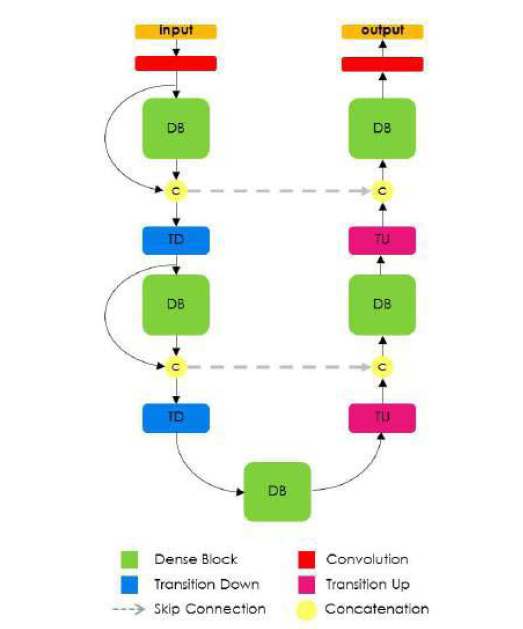 input
output
DB
DB
C
C
TD
TU
DB
DB
C
C
TD
TU
DB
Dense Block
Convolution
Transition Down
Transition Up
Skip Connection
Concatenation